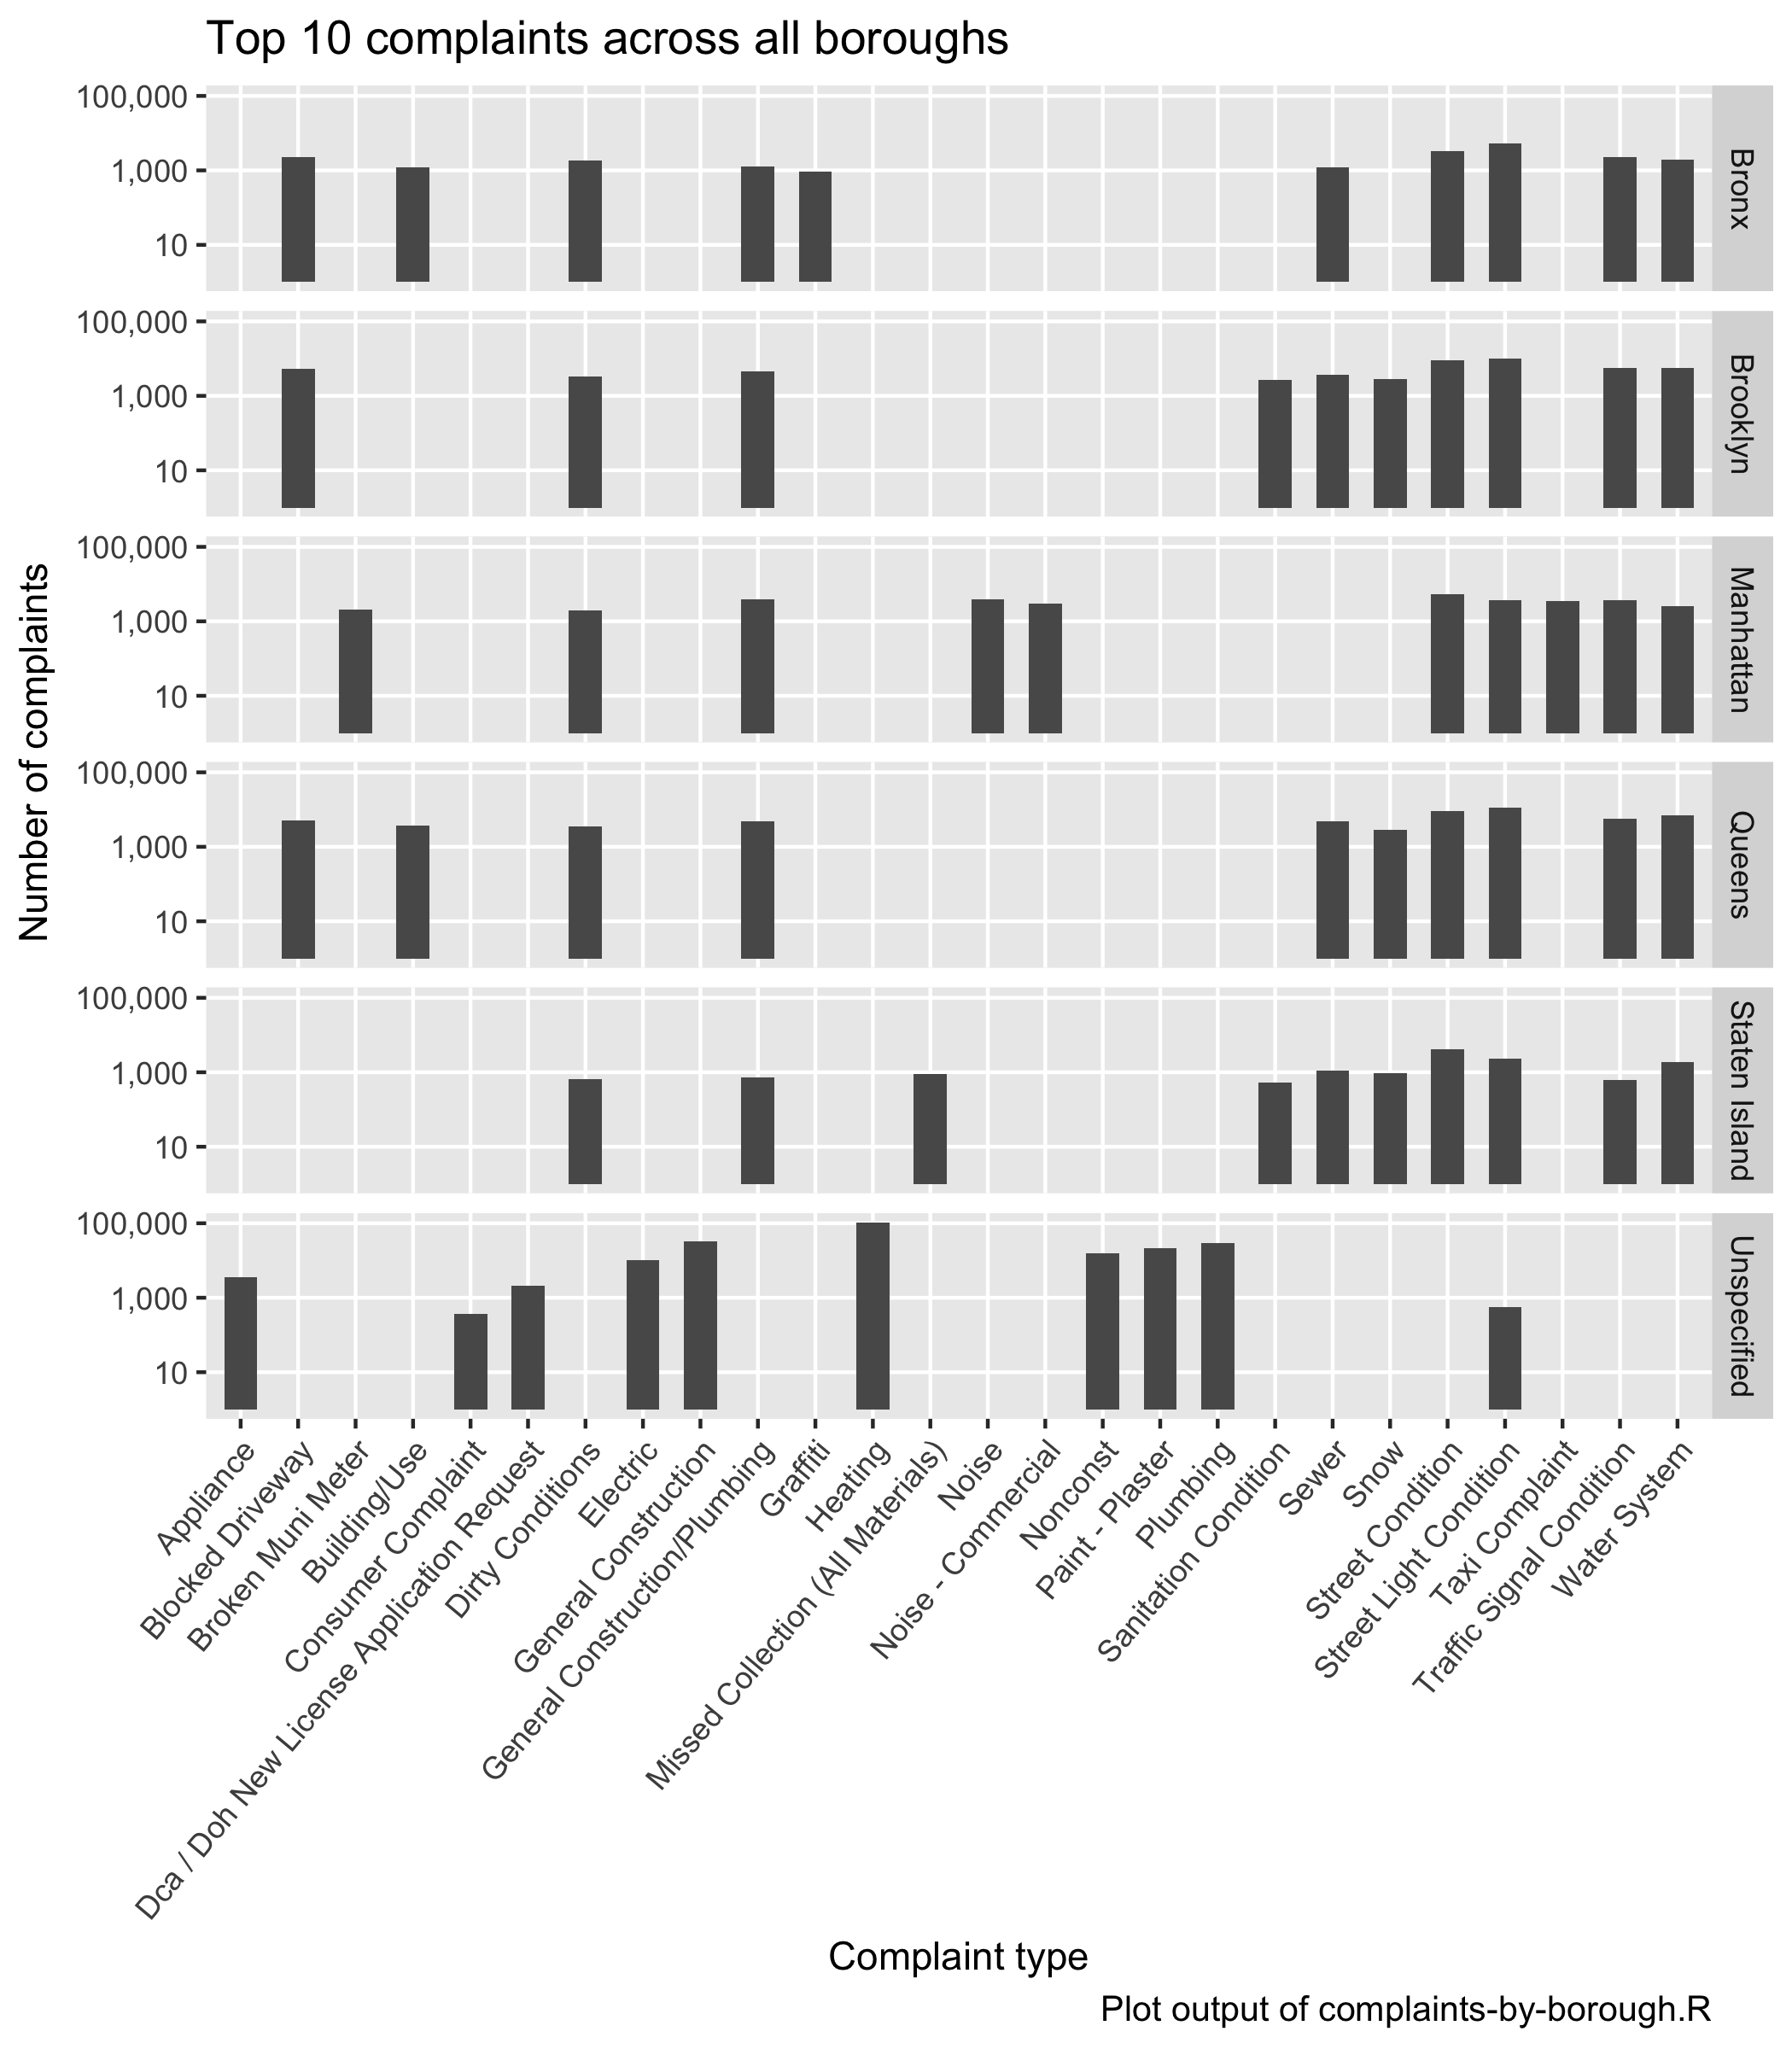 Top 10 complaints across all boroughs
Number of complaints
100,000
1,000
10
Bronx
100,000
1,000
10
Brooklyn
100,000
1,000
10
Manhattan
100,000
1,000
10
Queens
100,000
1,000
10
Staten Island
100,000
1,000
10
Unspecified
Appliance
Blocked Driveway
Broken Muni Meter
Building/Use
Consumer Complaint
Dca / Doh New License Application Request
Dirty Conditions
Electric
General Construction
General Construction/Plumbing
Graffiti
Heating
Missed Collection (All Materials)
Noise
Noise - Commercial
Nonconst
Paint - Plaster
Plumbing
Sanitation Condition
Sewer
Snow
Street Condition
Street Light Condition
Taxi Complaint
Traffic Signal Condition
Water System
Complaint type
Plot output of complaints-by-borough.R